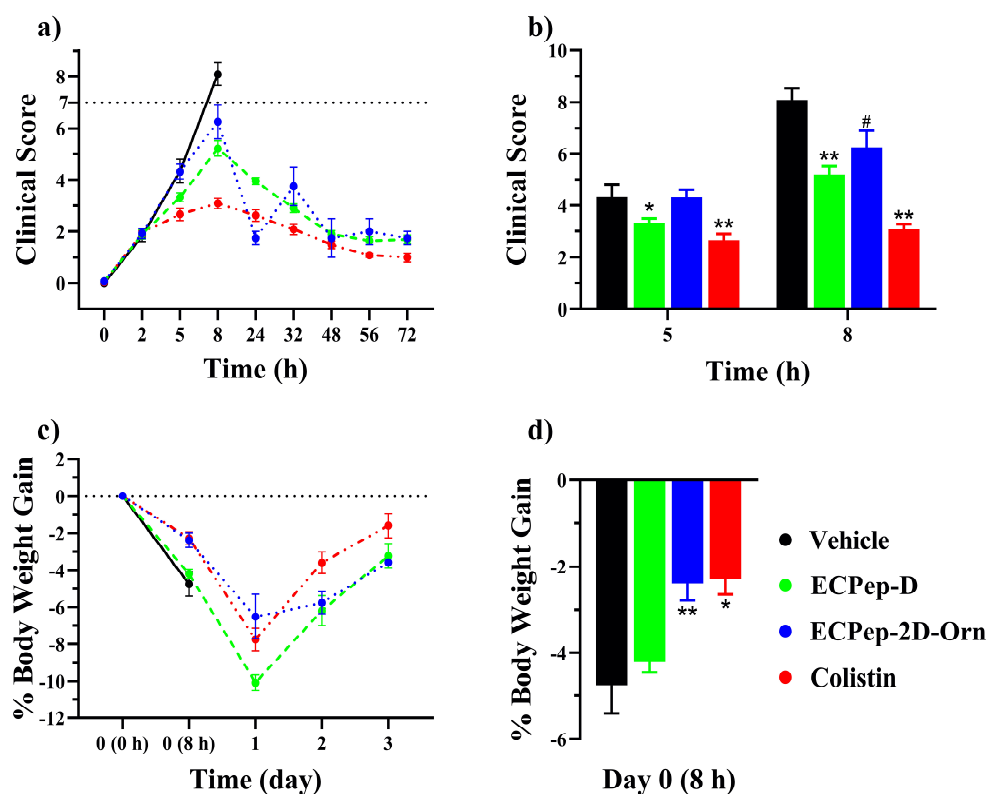 a)
Clinical Score
8
7
6
4
2
0
0 2 5 8 24 32 48 56 72
Time (h)
b)
Clinical Score
10
8
6
4
2
0
* ** ** # **
5 8
Time (h)
c)
% Body Weight Gain
2
0
-2
-4
-6
-8
-10
-12
0 (0 h) 0 (8 h) 1 2 3
Time (day)
d)
% Body Weight Gain
0
-2
-4
-6
** *
Day 0 (8 h)
Vehicle
ECPep-D
ECPep-2D-Orn
Colistin